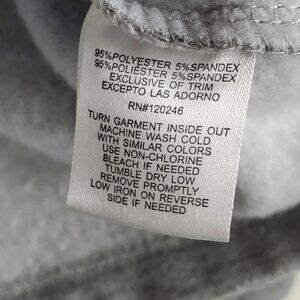 95%POLYESTER 5%SPANDEX
95%POLIÉSTER 5%SPANDEX
EXCLUSIVE OF TRIM
EXCEPTO LAS ADORNO
RN#120246
TURN GARMENT INSIDE OUT
MACHINE WASH COLD
WITH SIMILAR COLORS
USE NON-CHLORINE
BLEACH IF NEEDED
TUMBLE DRY LOW
REMOVE PROMPTLY
LOW IRON ON REVERSE
SIDE IF NEEDED